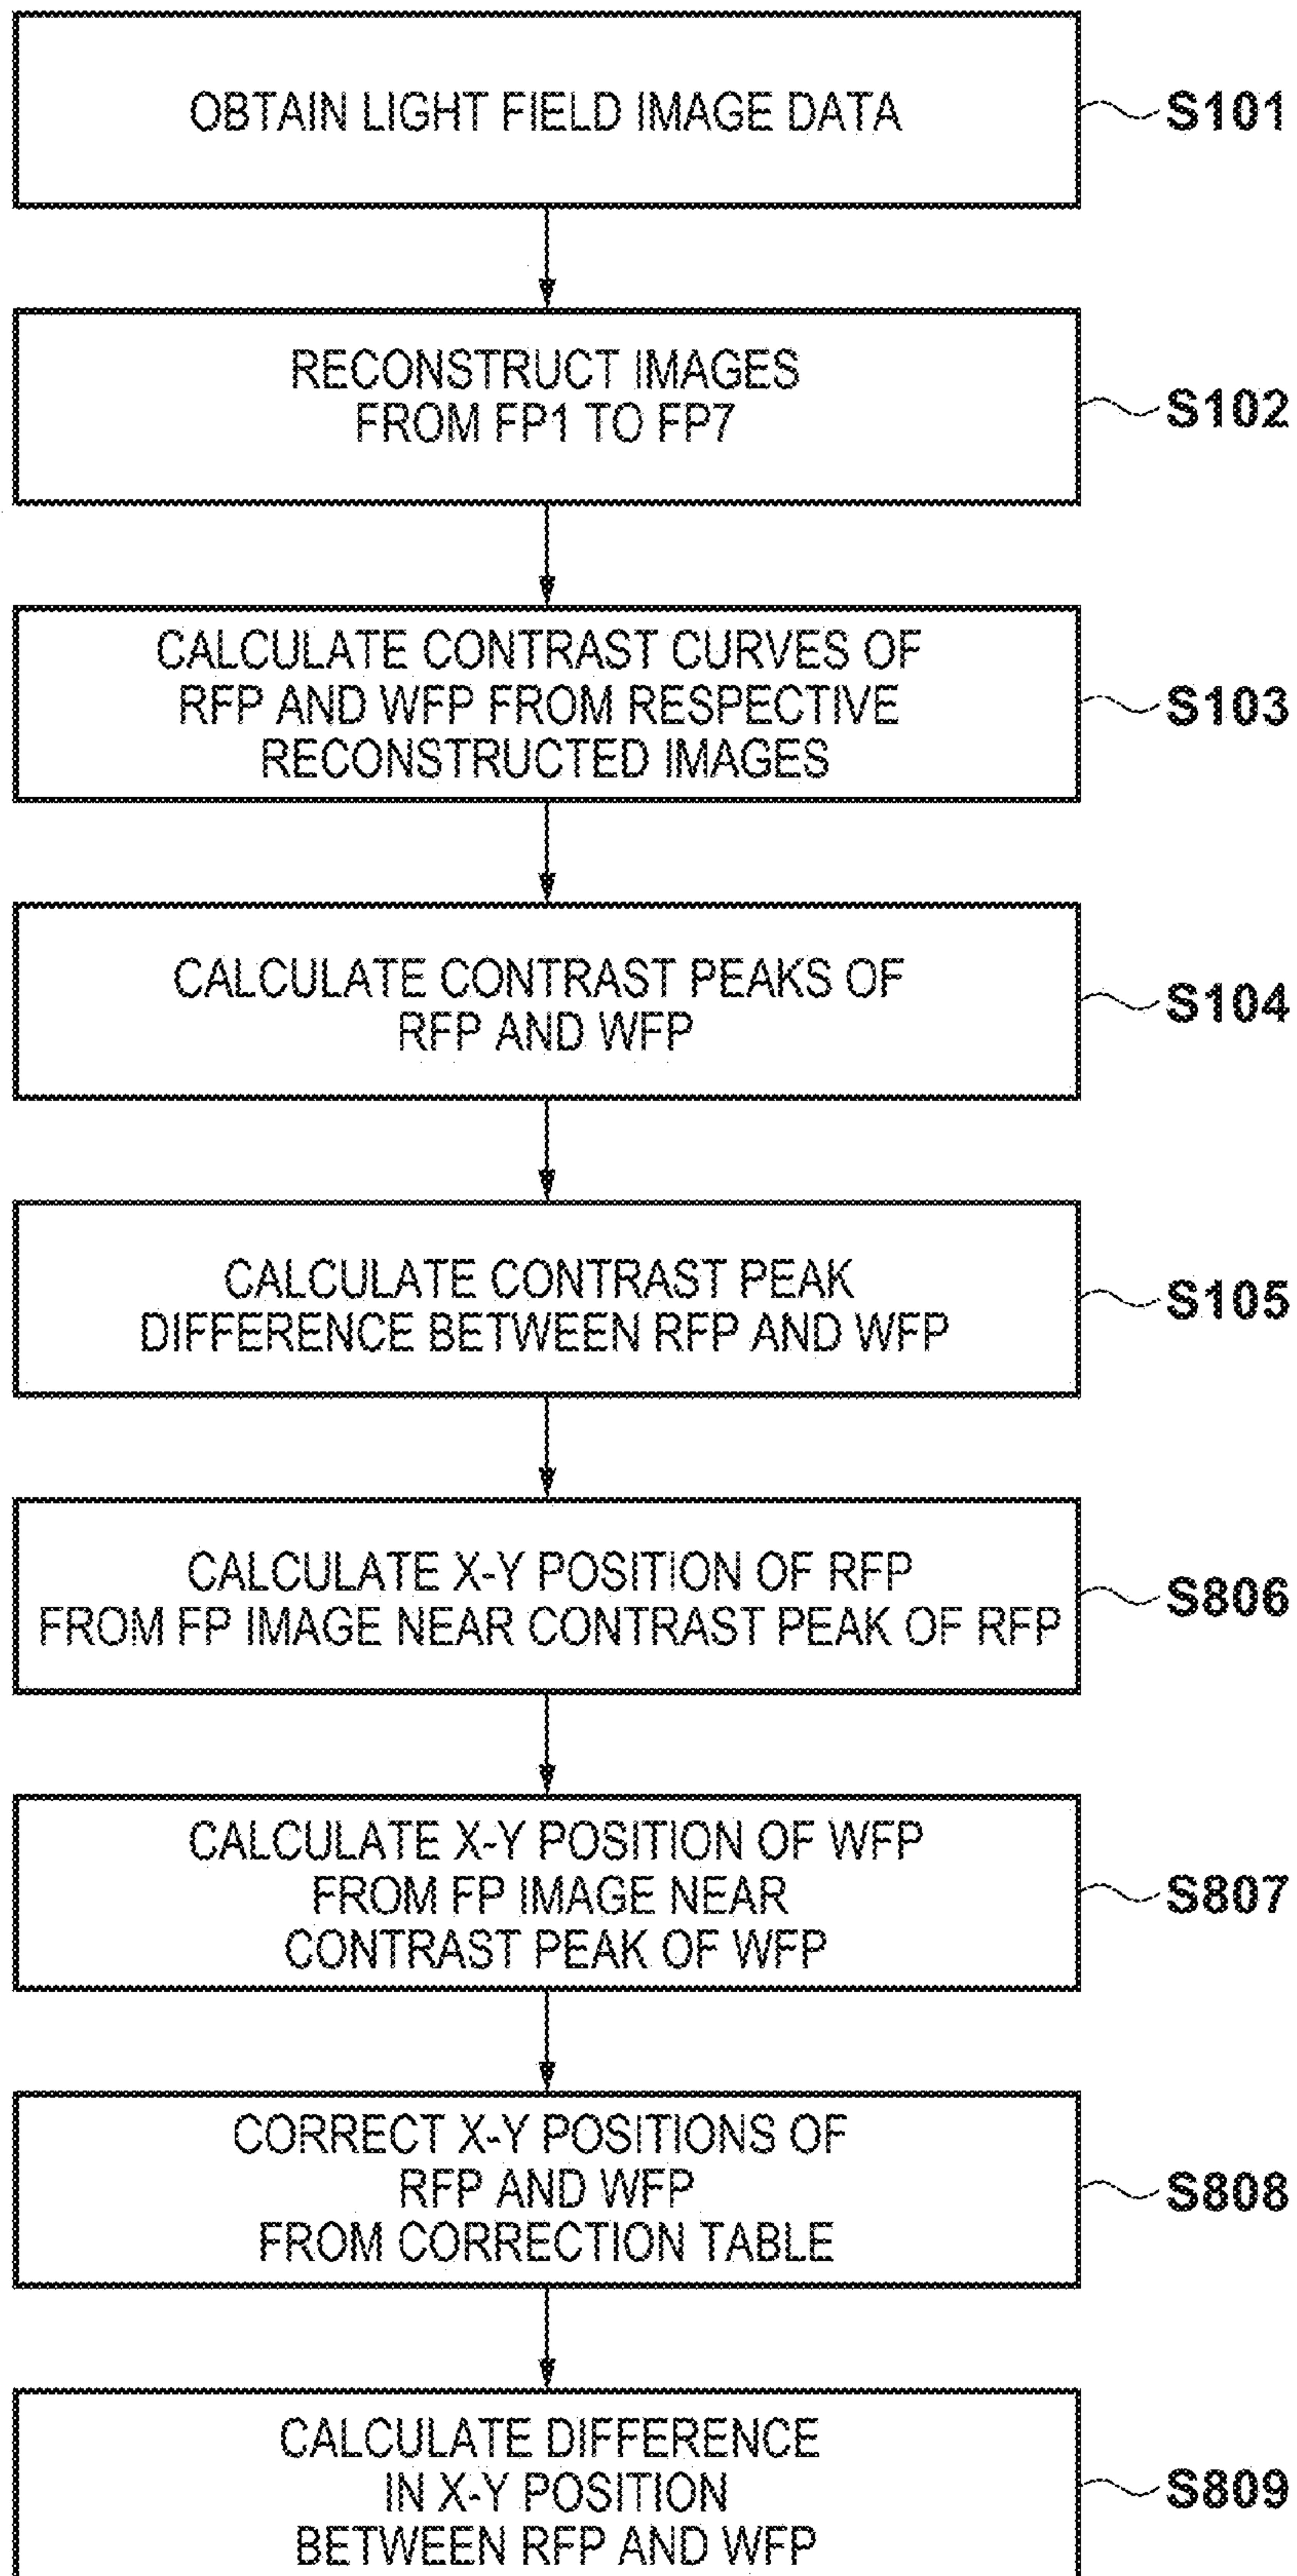 OBTAIN LIGHT FIELD IMAGE DATA
S101
RECONSTRUCT IMAGES
FROM FP1 TO FP7
S102
CALCULATE CONTRAST CURVES OF
RFP AND WFP FROM RESPECTIVE
RECONSTRUCTED IMAGES
S103
CALCULATE CONTRAST PEAKS OF
RFP AND WFP
S104
CALCULATE CONTRAST PEAK
DIFFERENCE BETWEEN RFP AND WFP
S105
CALCULATE X-Y POSITION OF RFP
FROM FP IMAGE NEAR CONTRAST PEAK OF RFP
S806
CALCULATE X-Y POSITION OF WFP
FROM FP IMAGE NEAR
CONTRAST PEAK OF WFP
S807
CORRECT X-Y POSITIONS OF
RFP AND WFP
FROM CORRECTION TABLE
S808
CALCULATE DIFFERENCE
IN X-Y POSITION
BETWEEN RFP AND WFP
S809